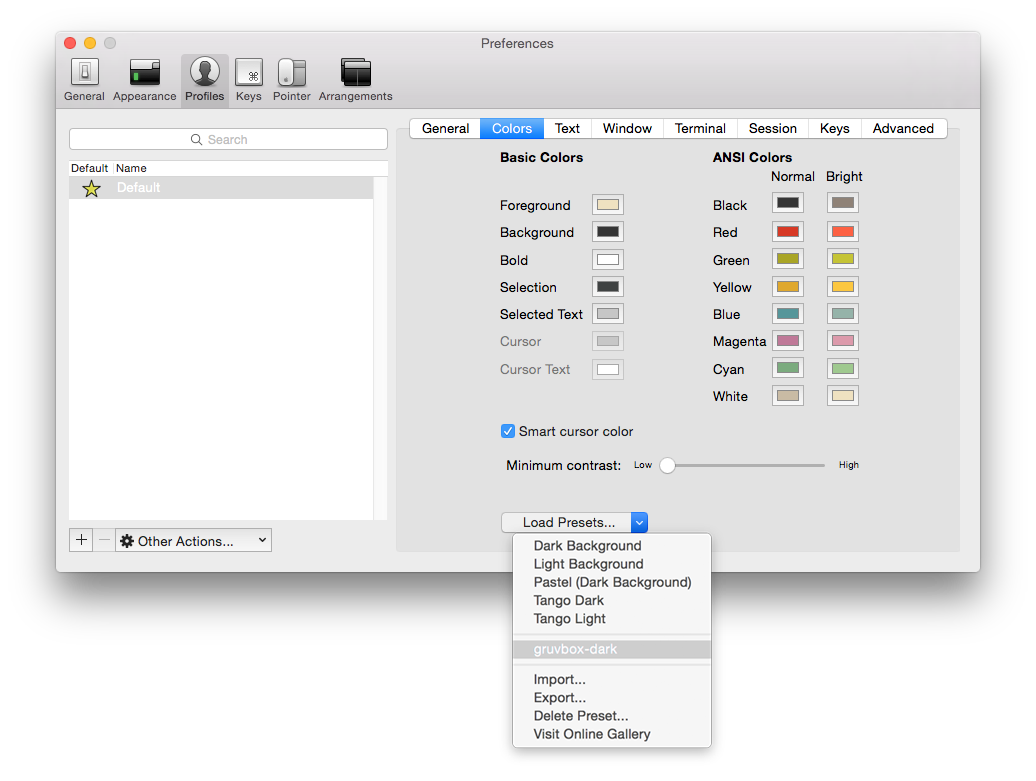 Preferences
General Appearance Profiles Keys Pointer Arrangements
Search
Default Name
Default
Other Actions...
General Colors Text Window Terminal Session Keys Advanced
Basic Colors
Foreground
Background
Bold
Selection
Selected Text
Cursor
Cursor Text
ANSI Colors
Normal Bright
Black
Red
Green
Yellow
Blue
Magenta
Cyan
White
Smart cursor color
Minimum contrast: Low High
Load Presets...
Dark Background
Light Background
Pastel (Dark Background)
Tango Dark
Tango Light
gruvbox-dark
Import...
Export...
Delete Preset...
Visit Online Gallery